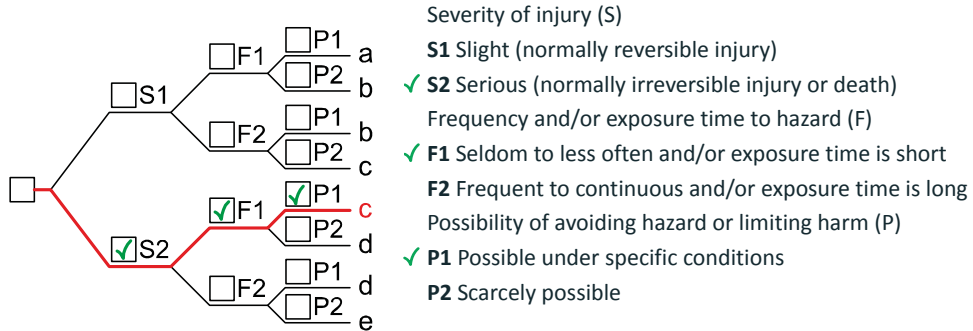 S1
F1
P1
a
P2
b
F2
P1
b
P2
c
S2
F1
P1
c
P2
d
F2
P1
d
P2
e
Severity of injury (S)
S1 Slight (normally reversible injury)
✓ S2 Serious (normally irreversible injury or death)
Frequency and/or exposure time to hazard (F)
✓ F1 Seldom to less often and/or exposure time is short
F2 Frequent to continuous and/or exposure time is long
Possibility of avoiding hazard or limiting harm (P)
✓ P1 Possible under specific conditions
P2 Scarcely possible